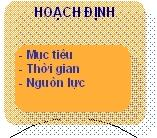 HOẠCH ĐỊNH
- Mục tiêu
- Thời gian
- Nguồn lực